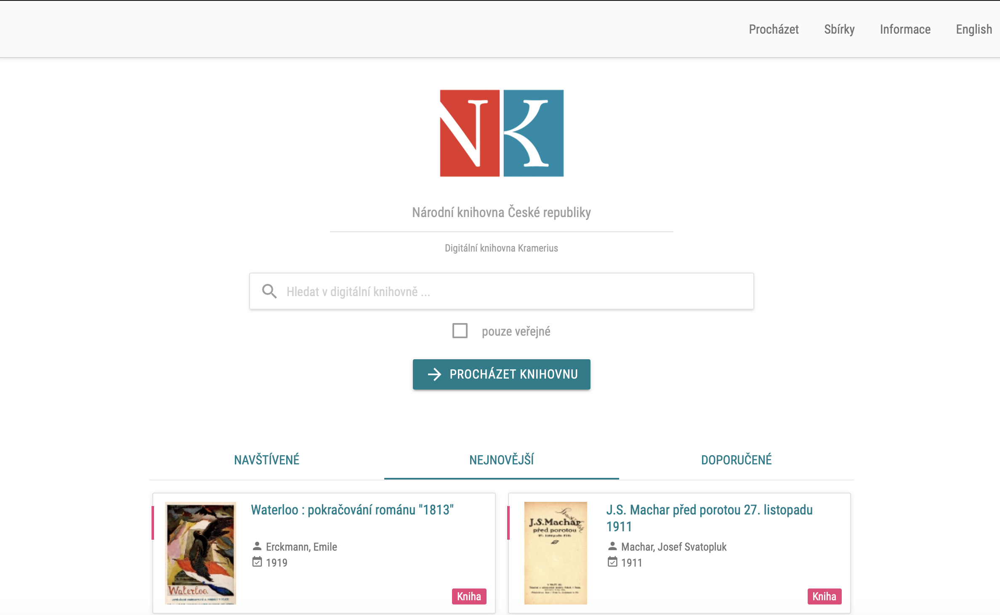 Procházet Sbírky Informace English
NK
Národní knihovna České republiky
Digitální knihovna Kramerius
Hledat v digitální knihovně ...
pouze veřejné
PROCHÁZET KNIHOVNU
NAVŠTÍVENÉ NEJNOVĚJŠÍ DOPORUČENÉ
Waterloo : pokračování románu "1813"
Erckmann, Emile
1919
Waterloo
Kniha
J.S. Machar před porotou 27. listopadu
1911
Machar, Josef Svatopluk
1911
J.S.Machar
před porotou
Kniha